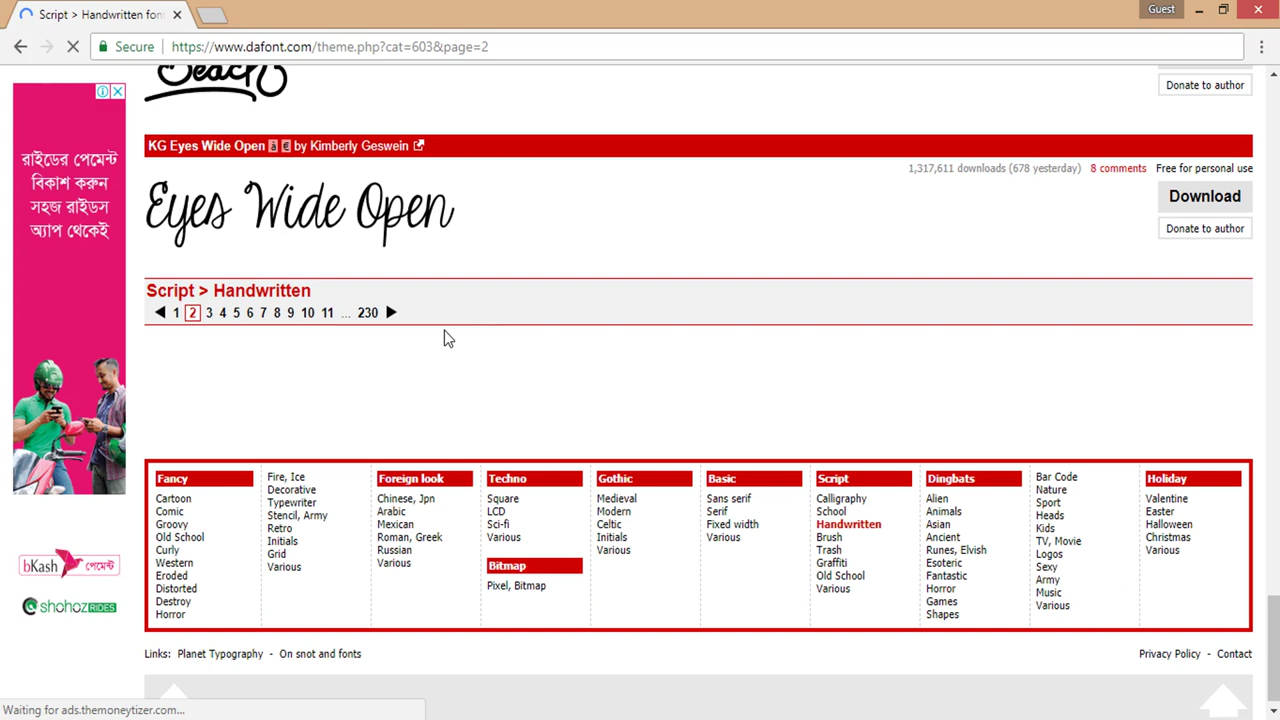 Script > Handwritten fon
Guest
Secure
https://www.dafont.com/theme.php?cat=603&page=2
Beach
Donate to author
KG Eyes Wide Open à € by Kimberly Geswein
1,317,611 downloads (678 yesterday) 8 comments Free for personal use
Eyes Wide Open
Download
Donate to author
Script > Handwritten
1 2 3 4 5 6 7 8 9 10 11 ... 230
রাইডের পেমেন্ট
বিকাশ করুন
সহজ রাইডস
অ্যাপ থেকেই
bKash পেমেন্ট
SHOHOZ RIDES
Fancy
Cartoon
Comic
Groovy
Old School
Curly
Western
Eroded
Distorted
Destroy
Horror
Fire, Ice
Decorative
Typewriter
Stencil, Army
Retro
Initials
Grid
Various
Foreign look
Chinese, Jpn
Arabic
Mexican
Roman, Greek
Russian
Various
Techno
Square
LCD
Sci-fi
Various
Bitmap
Pixel, Bitmap
Gothic
Medieval
Modern
Celtic
Initials
Various
Basic
Sans serif
Serif
Fixed width
Various
Script
Calligraphy
School
Handwritten
Brush
Trash
Graffiti
Old School
Various
Dingbats
Alien
Animals
Asian
Ancient
Runes, Elvish
Esoteric
Fantastic
Horror
Games
Shapes
Bar Code
Nature
Sport
Heads
Kids
TV, Movie
Logos
Sexy
Army
Music
Various
Holiday
Valentine
Easter
Halloween
Christmas
Various
Links: Planet Typography - On snot and fonts
Privacy Policy - Contact
Waiting for ads.themoneytizer.com...